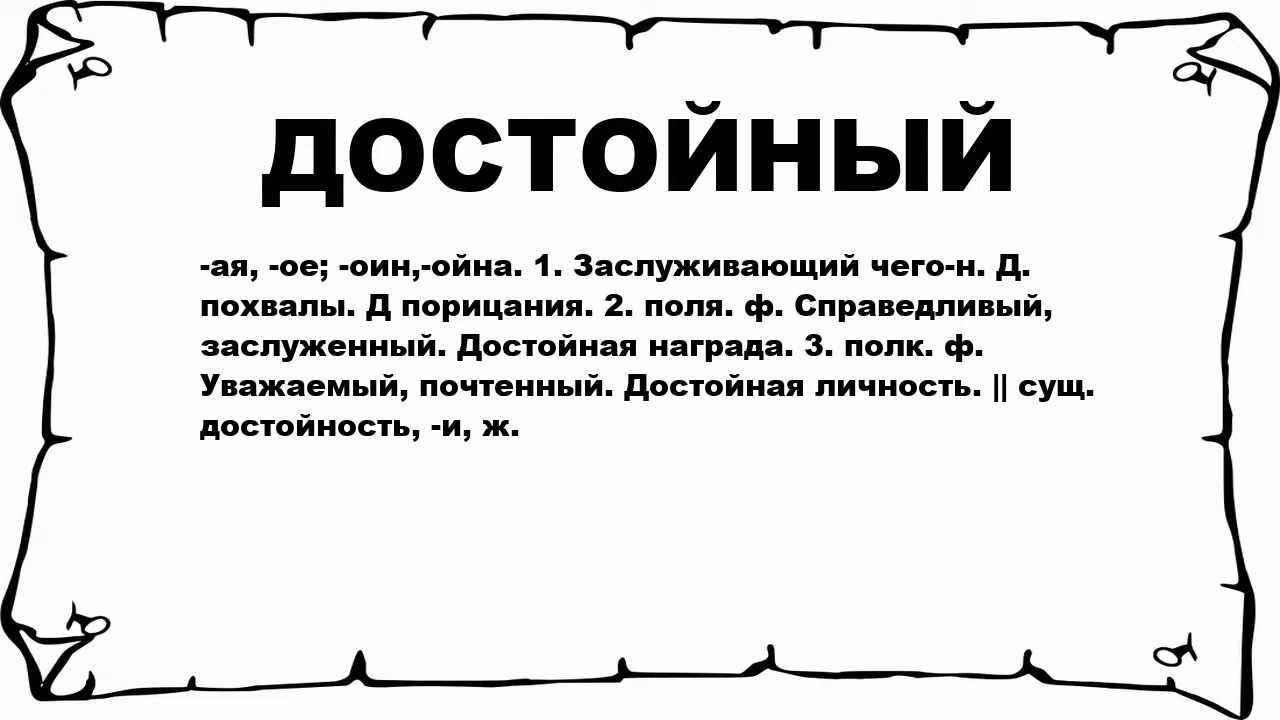 ДОСТОЙНЫЙ
-ая, -ое; -оин,-ойна. 1. Заслуживающий чего-н. Д.
похвалы. Д порицания. 2. поля. ф. Справедливый,
заслуженный. Достойная награда. 3. полк. ф.
Уважаемый, почтенный. Достойная личность. || сущ.
достойность, -и, ж.